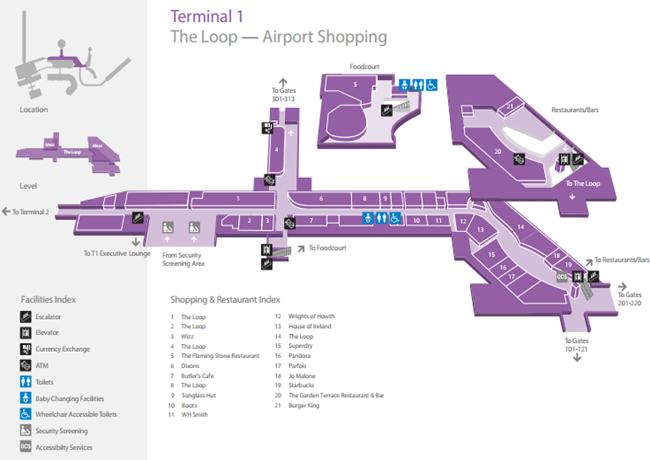 Terminal 1
The Loop — Airport Shopping
Location
Mezz
The Loop
Mezz
Level
Foodcourt
5
To Gates
301-313
4
Restaurants/Bars
21
20
To The Loop
To Terminal 2
1
6
8
9
2
3
7
10
11
12
13
14
15
16
17
18
19
OCS
To T1 Executive Lounge
From Security
Screening Area
To Foodcourt
To Restaurants/Bars
To Gates
201-220
To Gates
101-121
Facilities Index
Escalator
Elevator
Currency Exchange
ATM
Toilets
Baby Changing Facilities
Wheelchair Accessible Toilets
Security Screening
OCS Accessibilty Services
Shopping & Restaurant Index
1 The Loop
2 The Loop
3 Wizz
4 The Loop
5 The Flaming Stone Restaurant
6 Dixons
7 Butler's Cafe
8 The Loop
9 Sunglass Hut
10 Boots
11 WH Smith
12 Wrights of Howth
13 House of Ireland
14 The Loop
15 Superdry
16 Pandora
17 Parfois
18 Jo Malone
19 Starbucks
20 The Garden Terrace Restaurant & Bar
21 Burger King